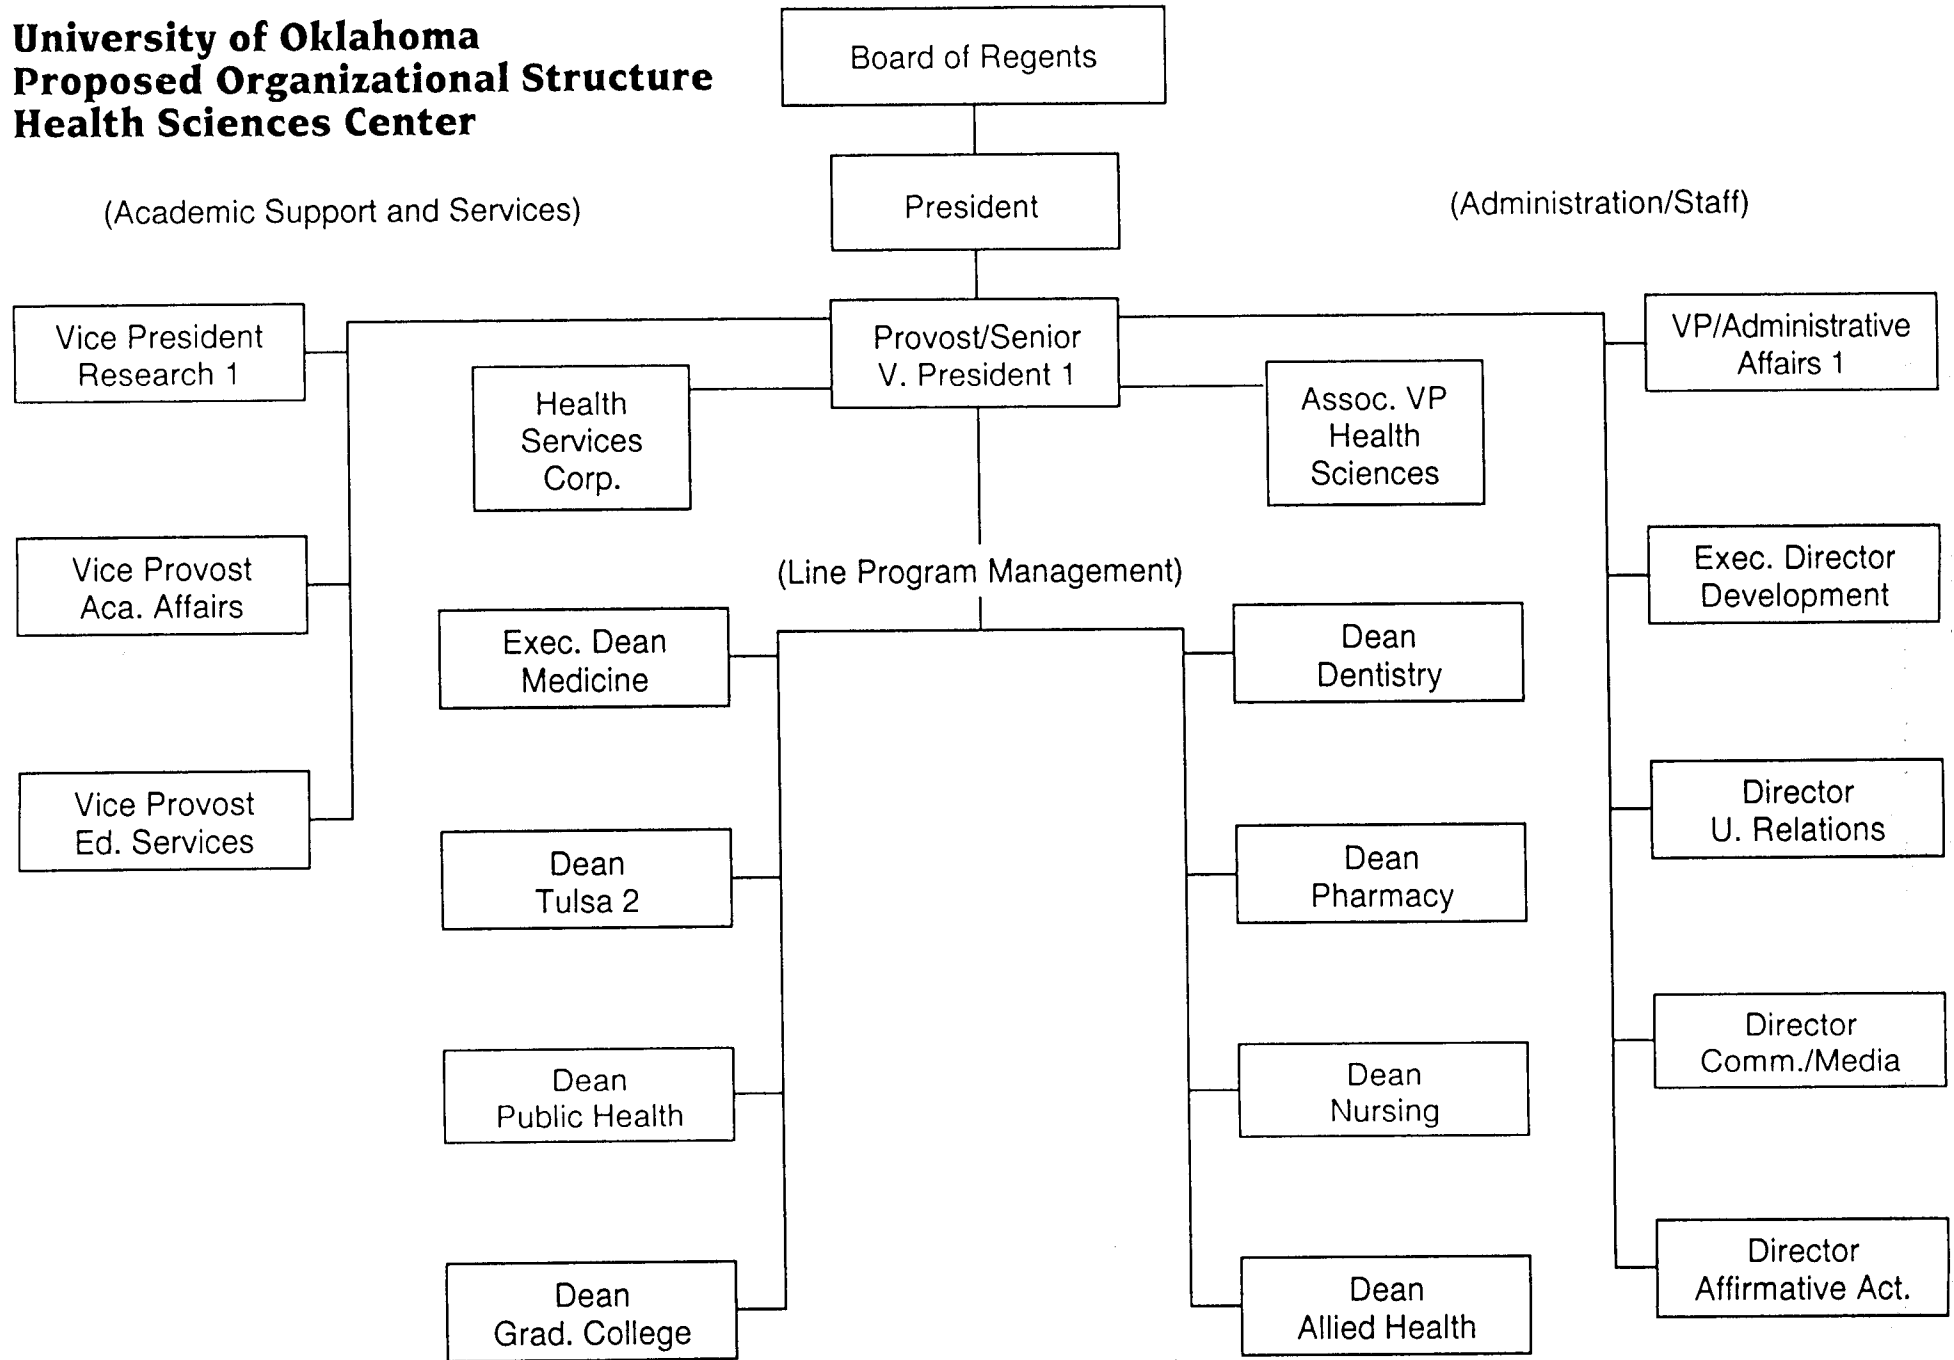 University of Oklahoma
Proposed Organizational Structure
Health Sciences Center
Board of Regents
President
(Academic Support and Services)
(Administration/Staff)
Provost/Senior
V. President 1
Vice President
Research 1
VP/Administrative
Affairs 1
Health
Services
Corp.
Assoc. VP
Health
Sciences
Vice Provost
Aca. Affairs
(Line Program Management)
Exec. Director
Development
Exec. Dean
Medicine
Dean
Dentistry
Vice Provost
Ed. Services
Director
U. Relations
Dean
Tulsa 2
Dean
Pharmacy
Director
Comm./Media
Dean
Public Health
Dean
Nursing
Director
Affirmative Act.
Dean
Grad. College
Dean
Allied Health